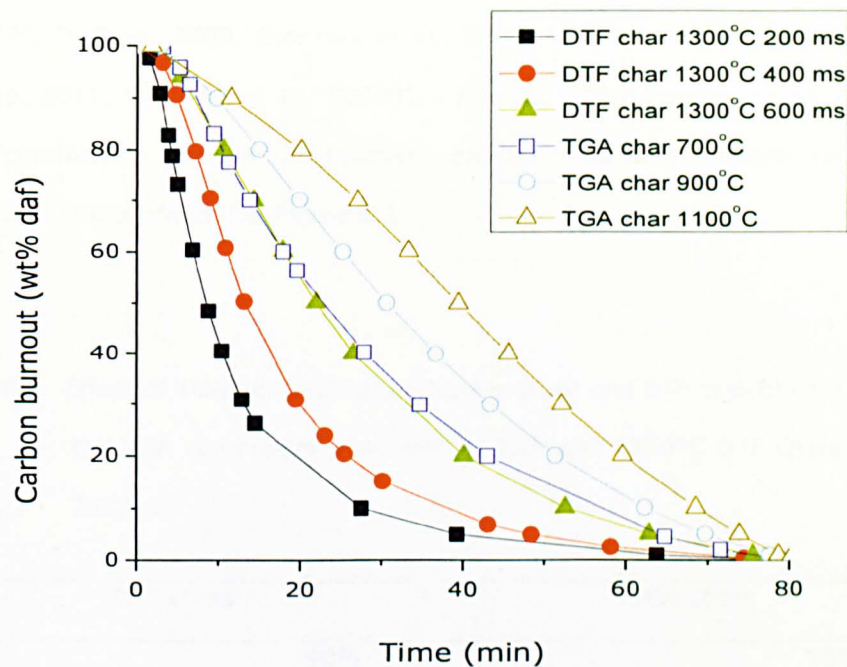 DTF char 1300°C 200 ms
DTF char 1300°C 400 ms
DTF char 1300°C 600 ms
TGA char 700°C
TGA char 900°C
TGA char 1100°C
100
80
60
40
20
0
Carbon burnout (wt% daf)
0 20 40 60 80
Time (min)